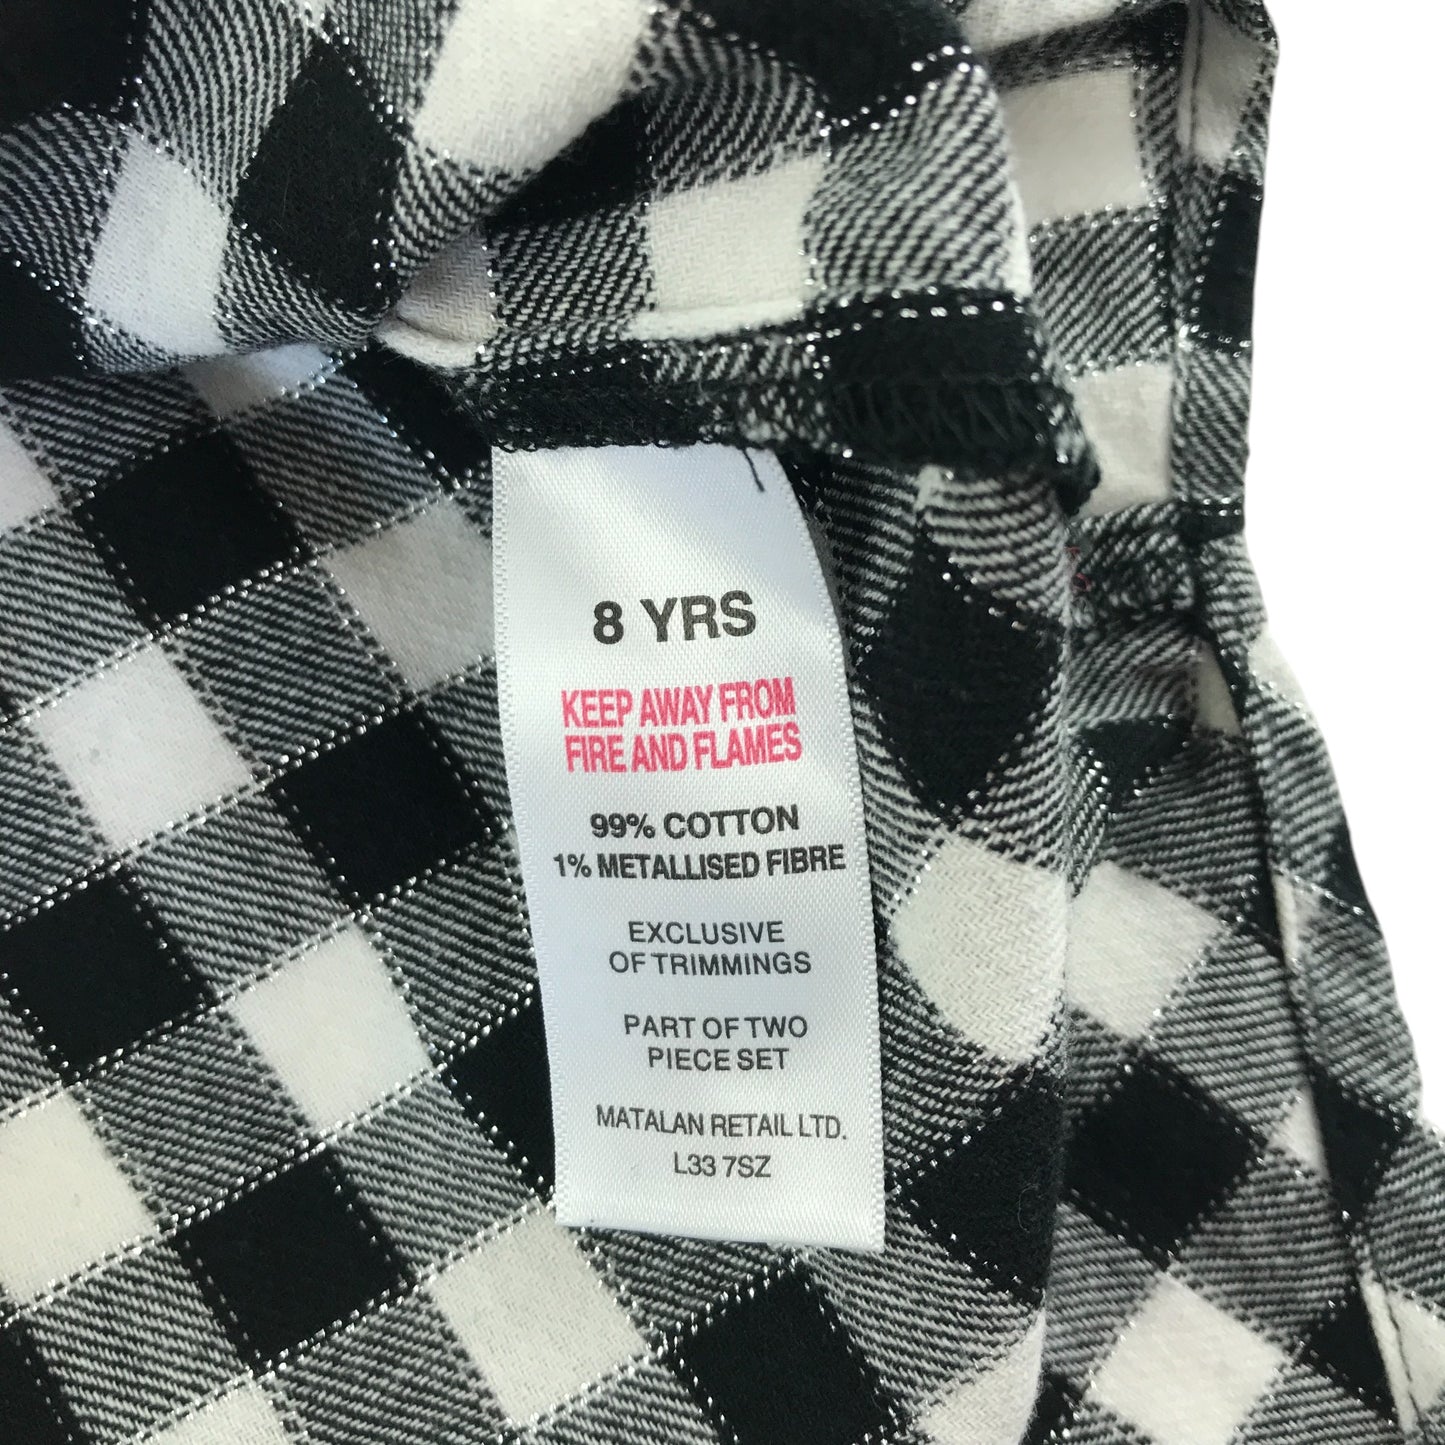 8 YRS
KEEP AWAY FROM
FIRE AND FLAMES
99% COTTON
1% METALLISED FIBRE
EXCLUSIVE
OF TRIMMINGS
PART OF TWO
PIECE SET
MATALAN RETAIL LTD.
L33 7SZ